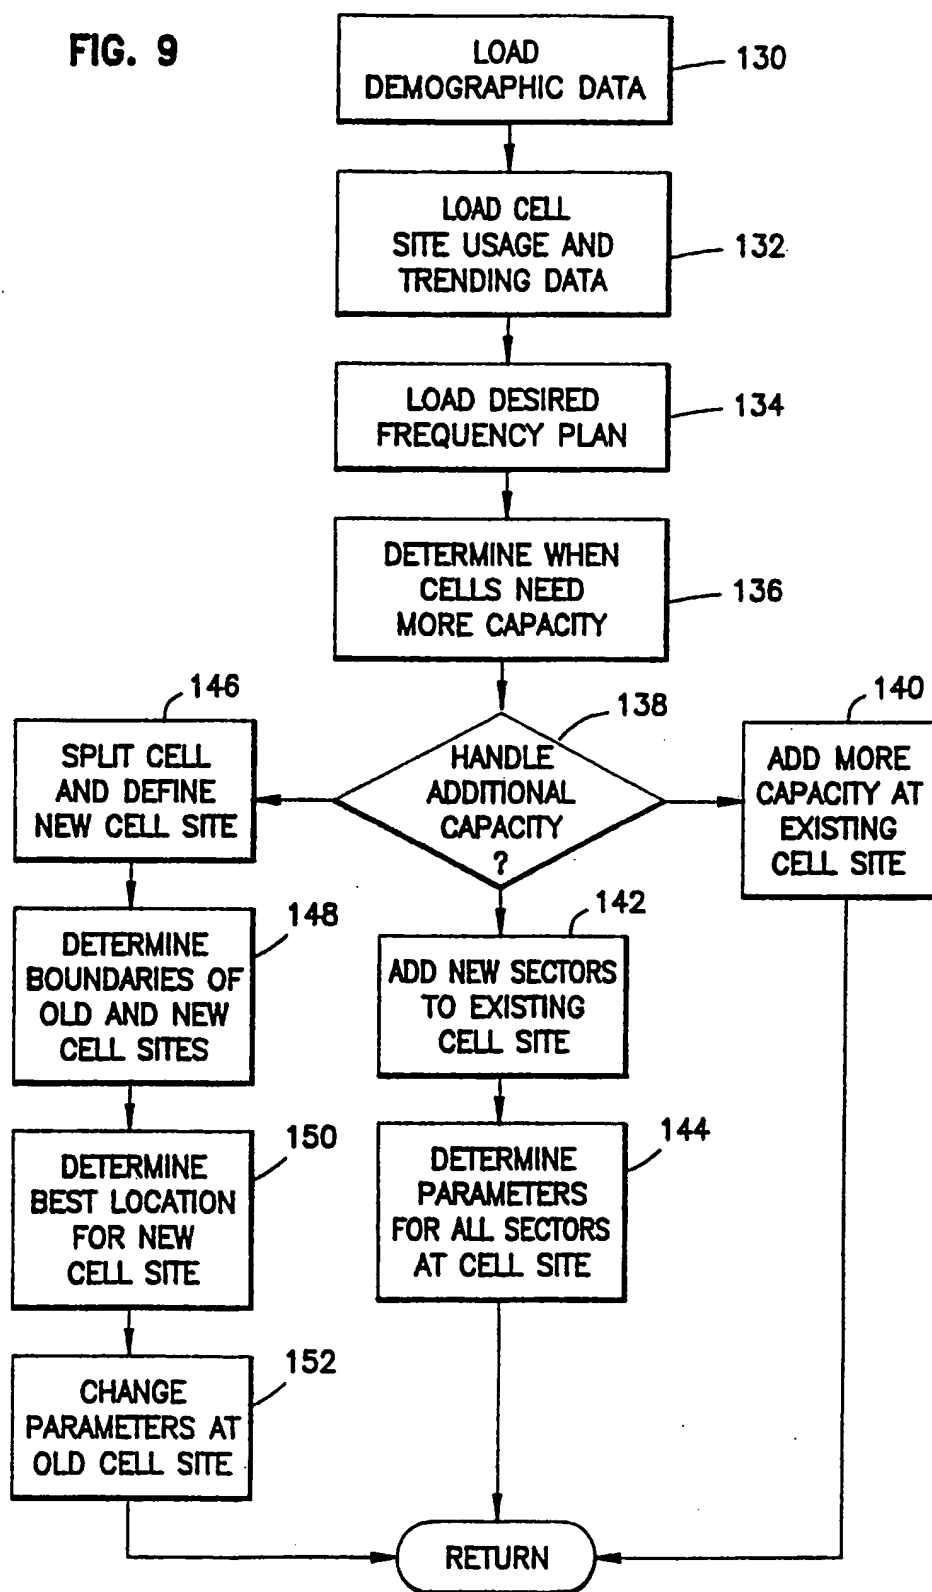 FIG. 9
LOAD
DEMOGRAPHIC DATA
130
LOAD CELL
SITE USAGE AND
TRENDING DATA
132
LOAD DESIRED
FREQUENCY PLAN
134
DETERMINE WHEN
CELLS NEED
MORE CAPACITY
136
HANDLE
ADDITIONAL
CAPACITY
?
138
ADD MORE
CAPACITY AT
EXISTING
CELL SITE
140
ADD NEW SECTORS
TO EXISTING
CELL SITE
142
DETERMINE
PARAMETERS
FOR ALL SECTORS
AT CELL SITE
144
SPLIT CELL
AND DEFINE
NEW CELL SITE
146
DETERMINE
BOUNDARIES OF
OLD AND NEW
CELL SITES
148
DETERMINE
BEST LOCATION
FOR NEW
CELL SITE
150
CHANGE
PARAMETERS AT
OLD CELL SITE
152
RETURN